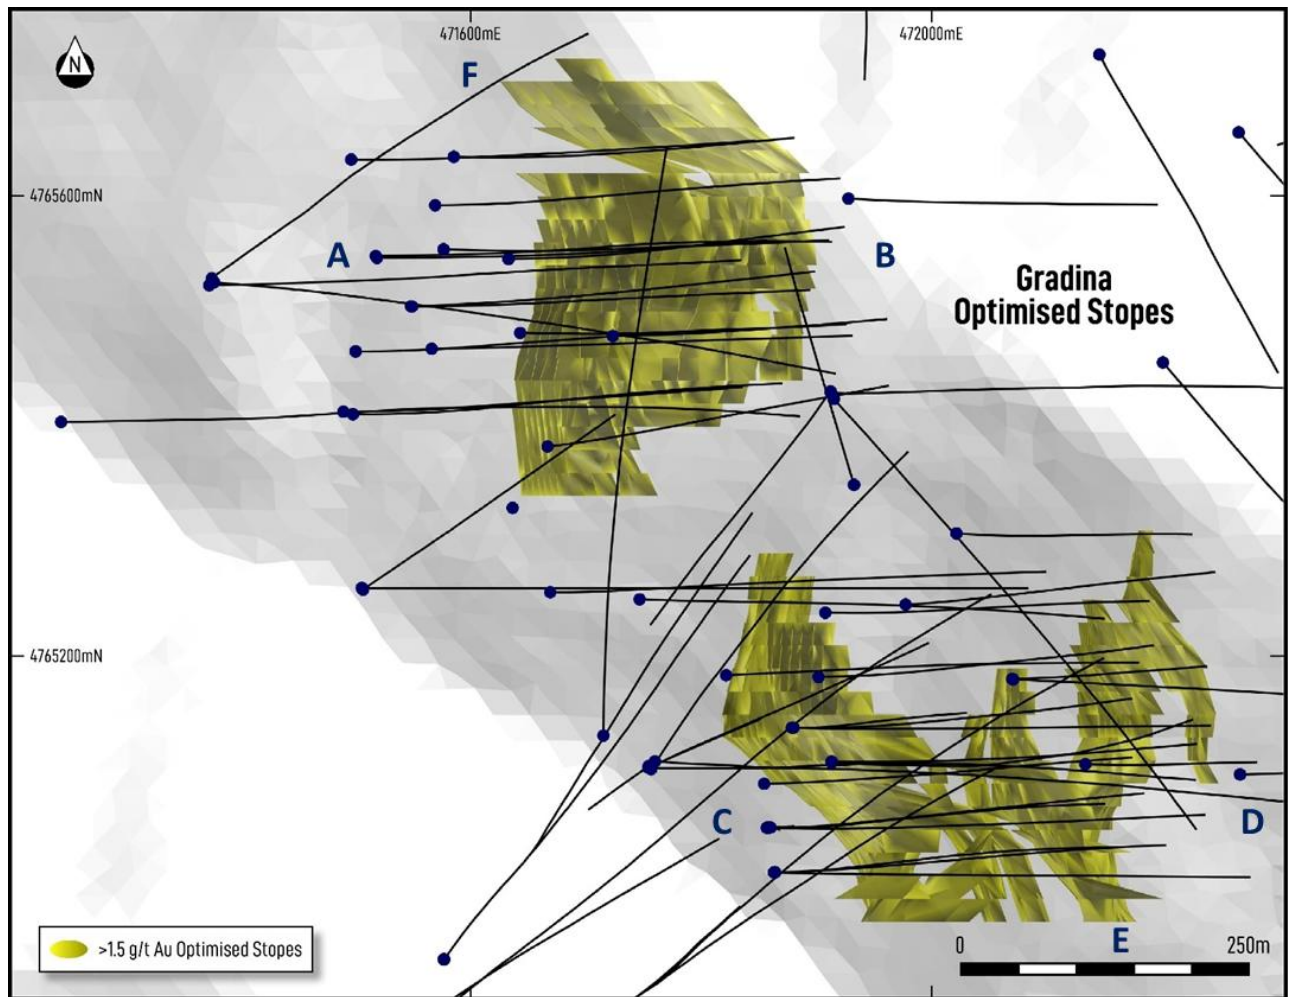 471600mE
472000mE
N
F
4765600mN
A
B
Gradina
Optimised Stopes
4765200mN
C
D
E
>1.5 g/t Au Optimised Stopes
0
250m